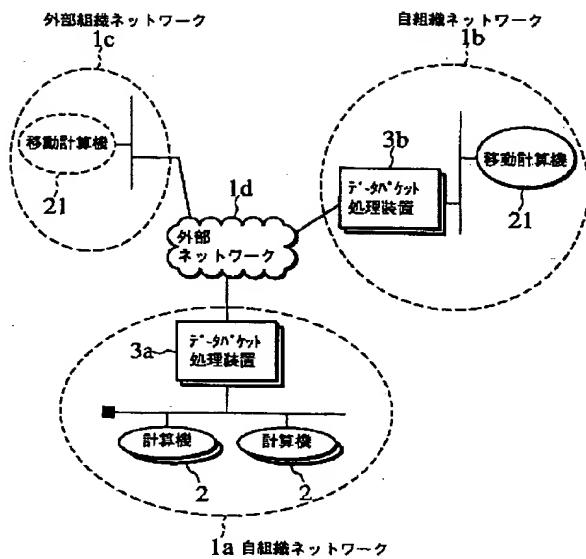 外部組織ネットワーク
1c
自組織ネットワーク
1b
移動計算機
21
3b
データパケット
処理装置
移動計算機
21
1d
外部
ネットワーク
3a
データパケット
処理装置
計算機
計算機
2
2
1a 自組織ネットワーク